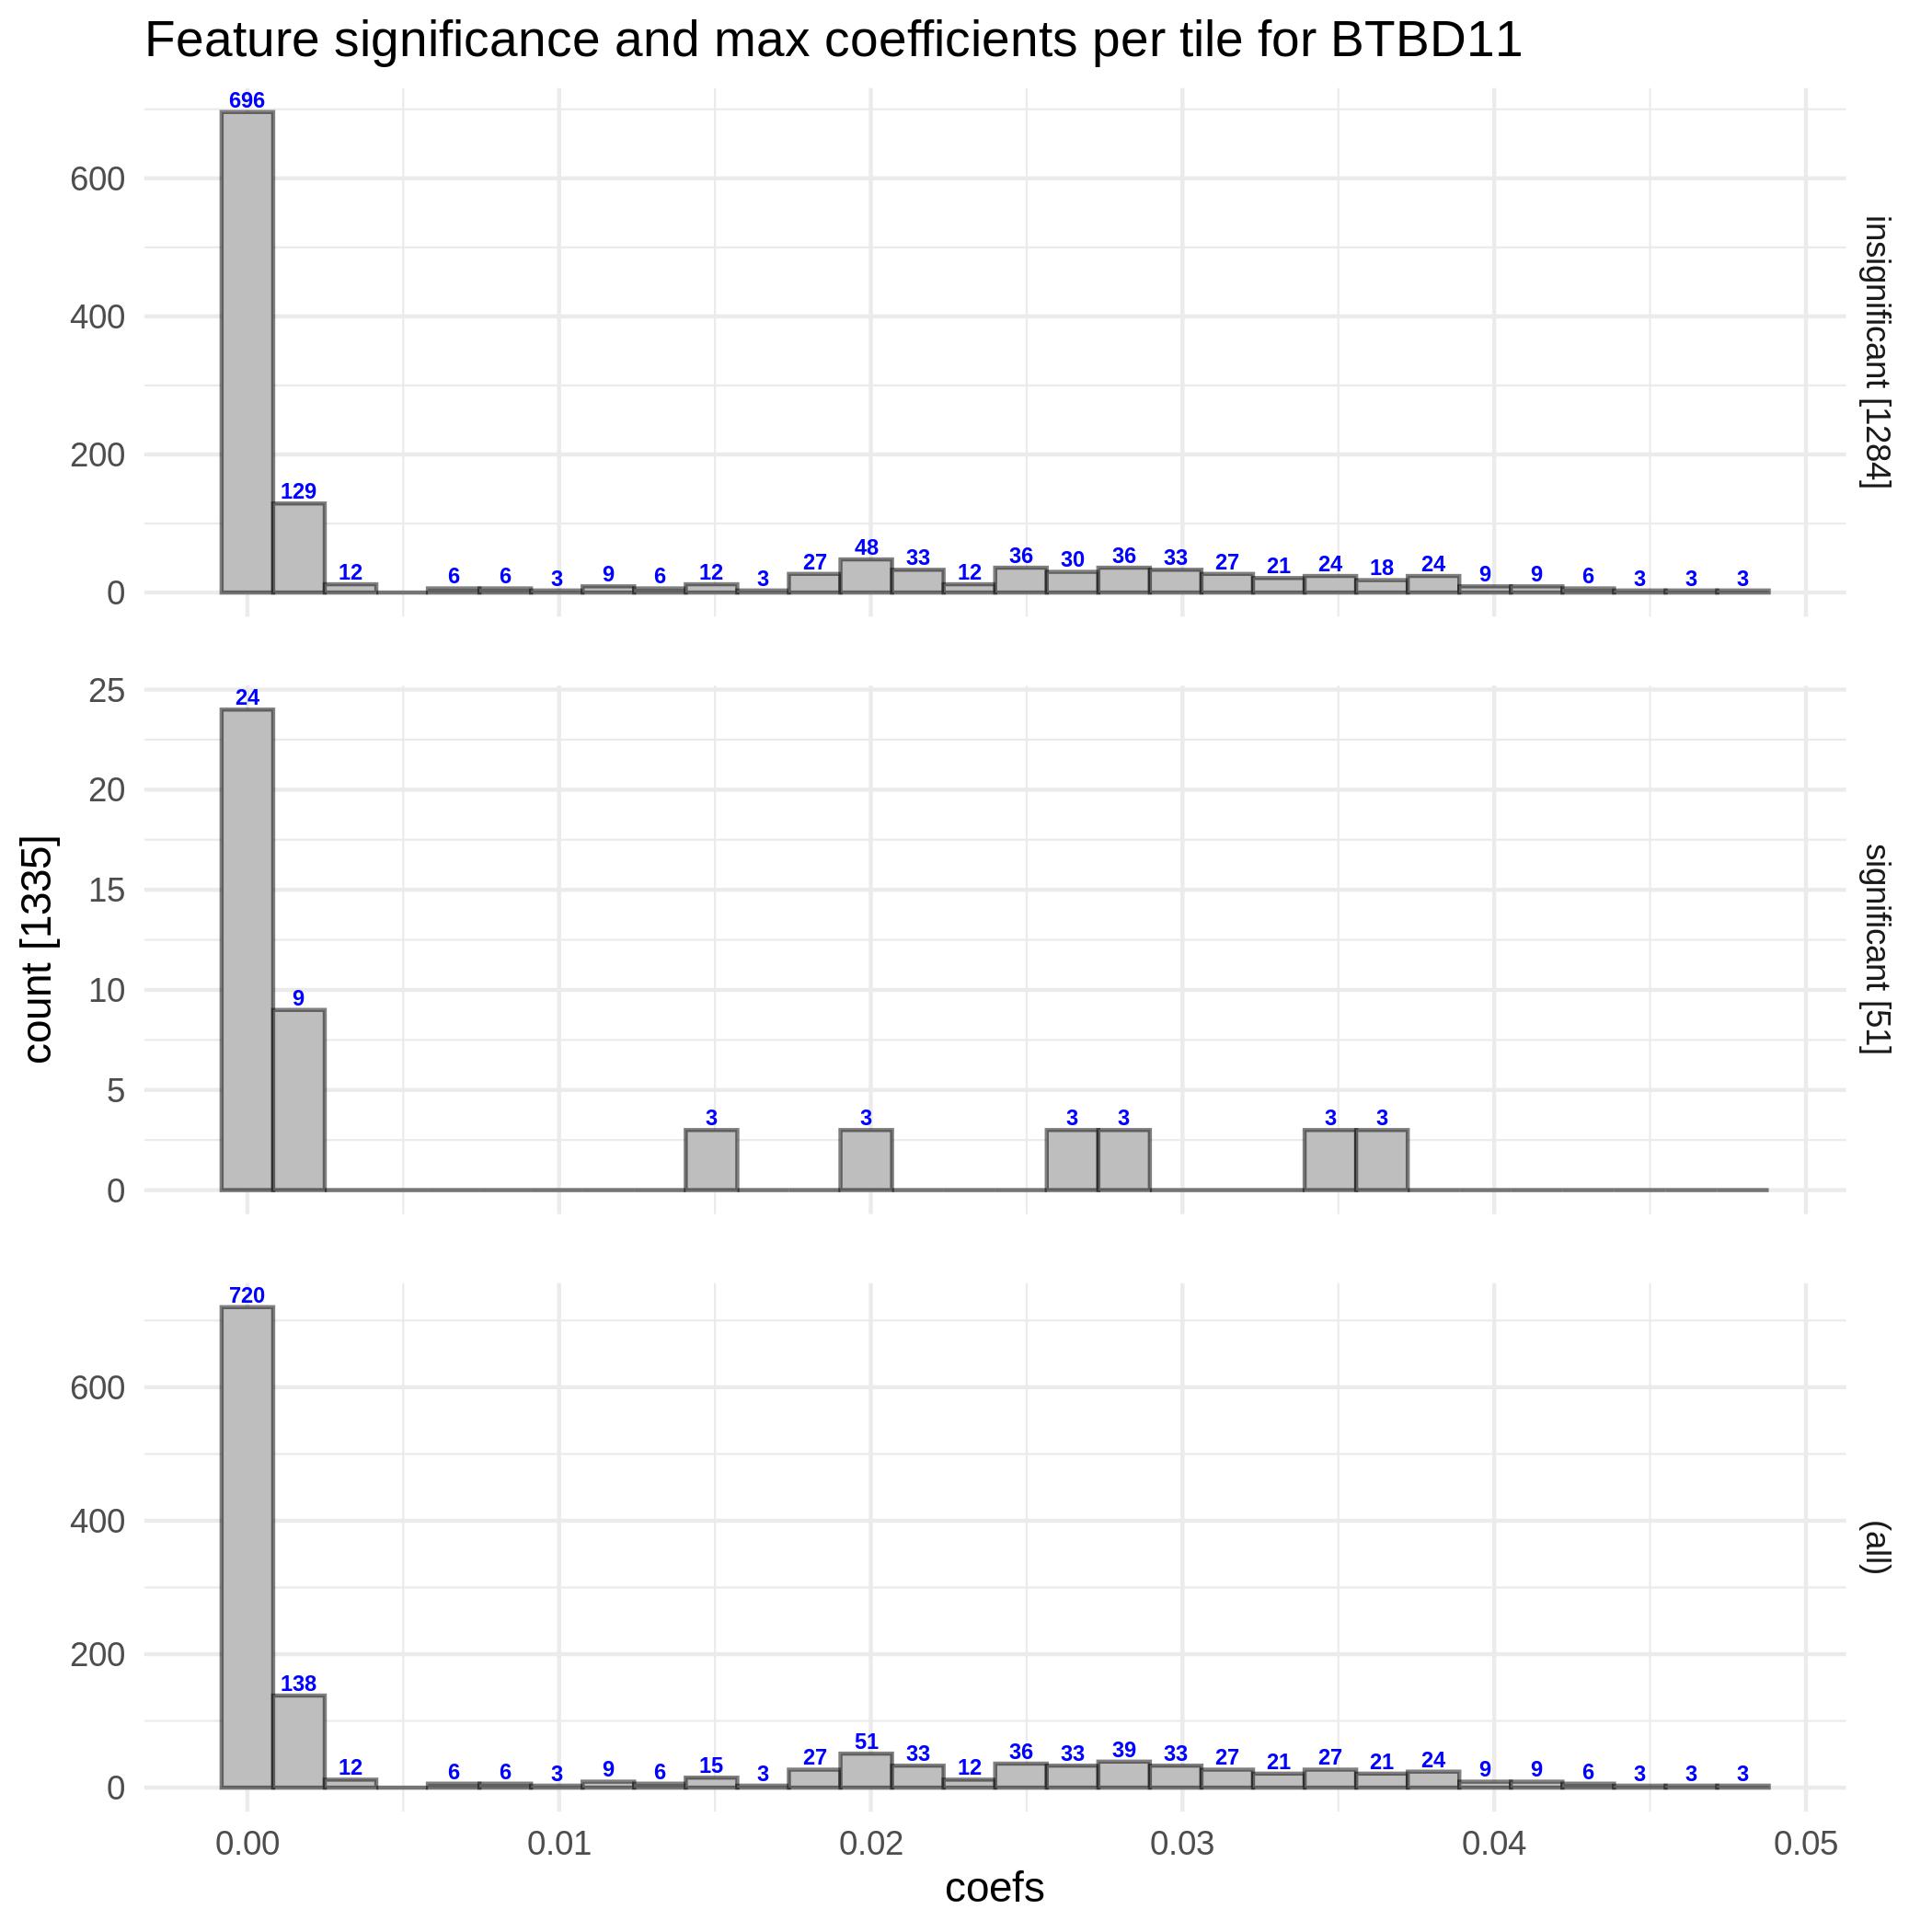 Feature significance and max coefficients per tile for BTBD11
696
600
400
200
0
129 12 6 6 3 9 6 12 3 27 48 33 12 36 30 36 33 27 21 24 18 24 9 9 6 3 3 3
insignificant [1284]
count [1335]
25
20
15
10
5
0
24 9 3 3 3 3 3 3
significant [51]
720
600
400
200
0
138 12 6 6 3 9 6 15 3 27 51 33 12 36 33 39 33 27 21 27 21 24 9 9 6 3 3 3
(all)
0.00 0.01 0.02 0.03 0.04 0.05
coefs